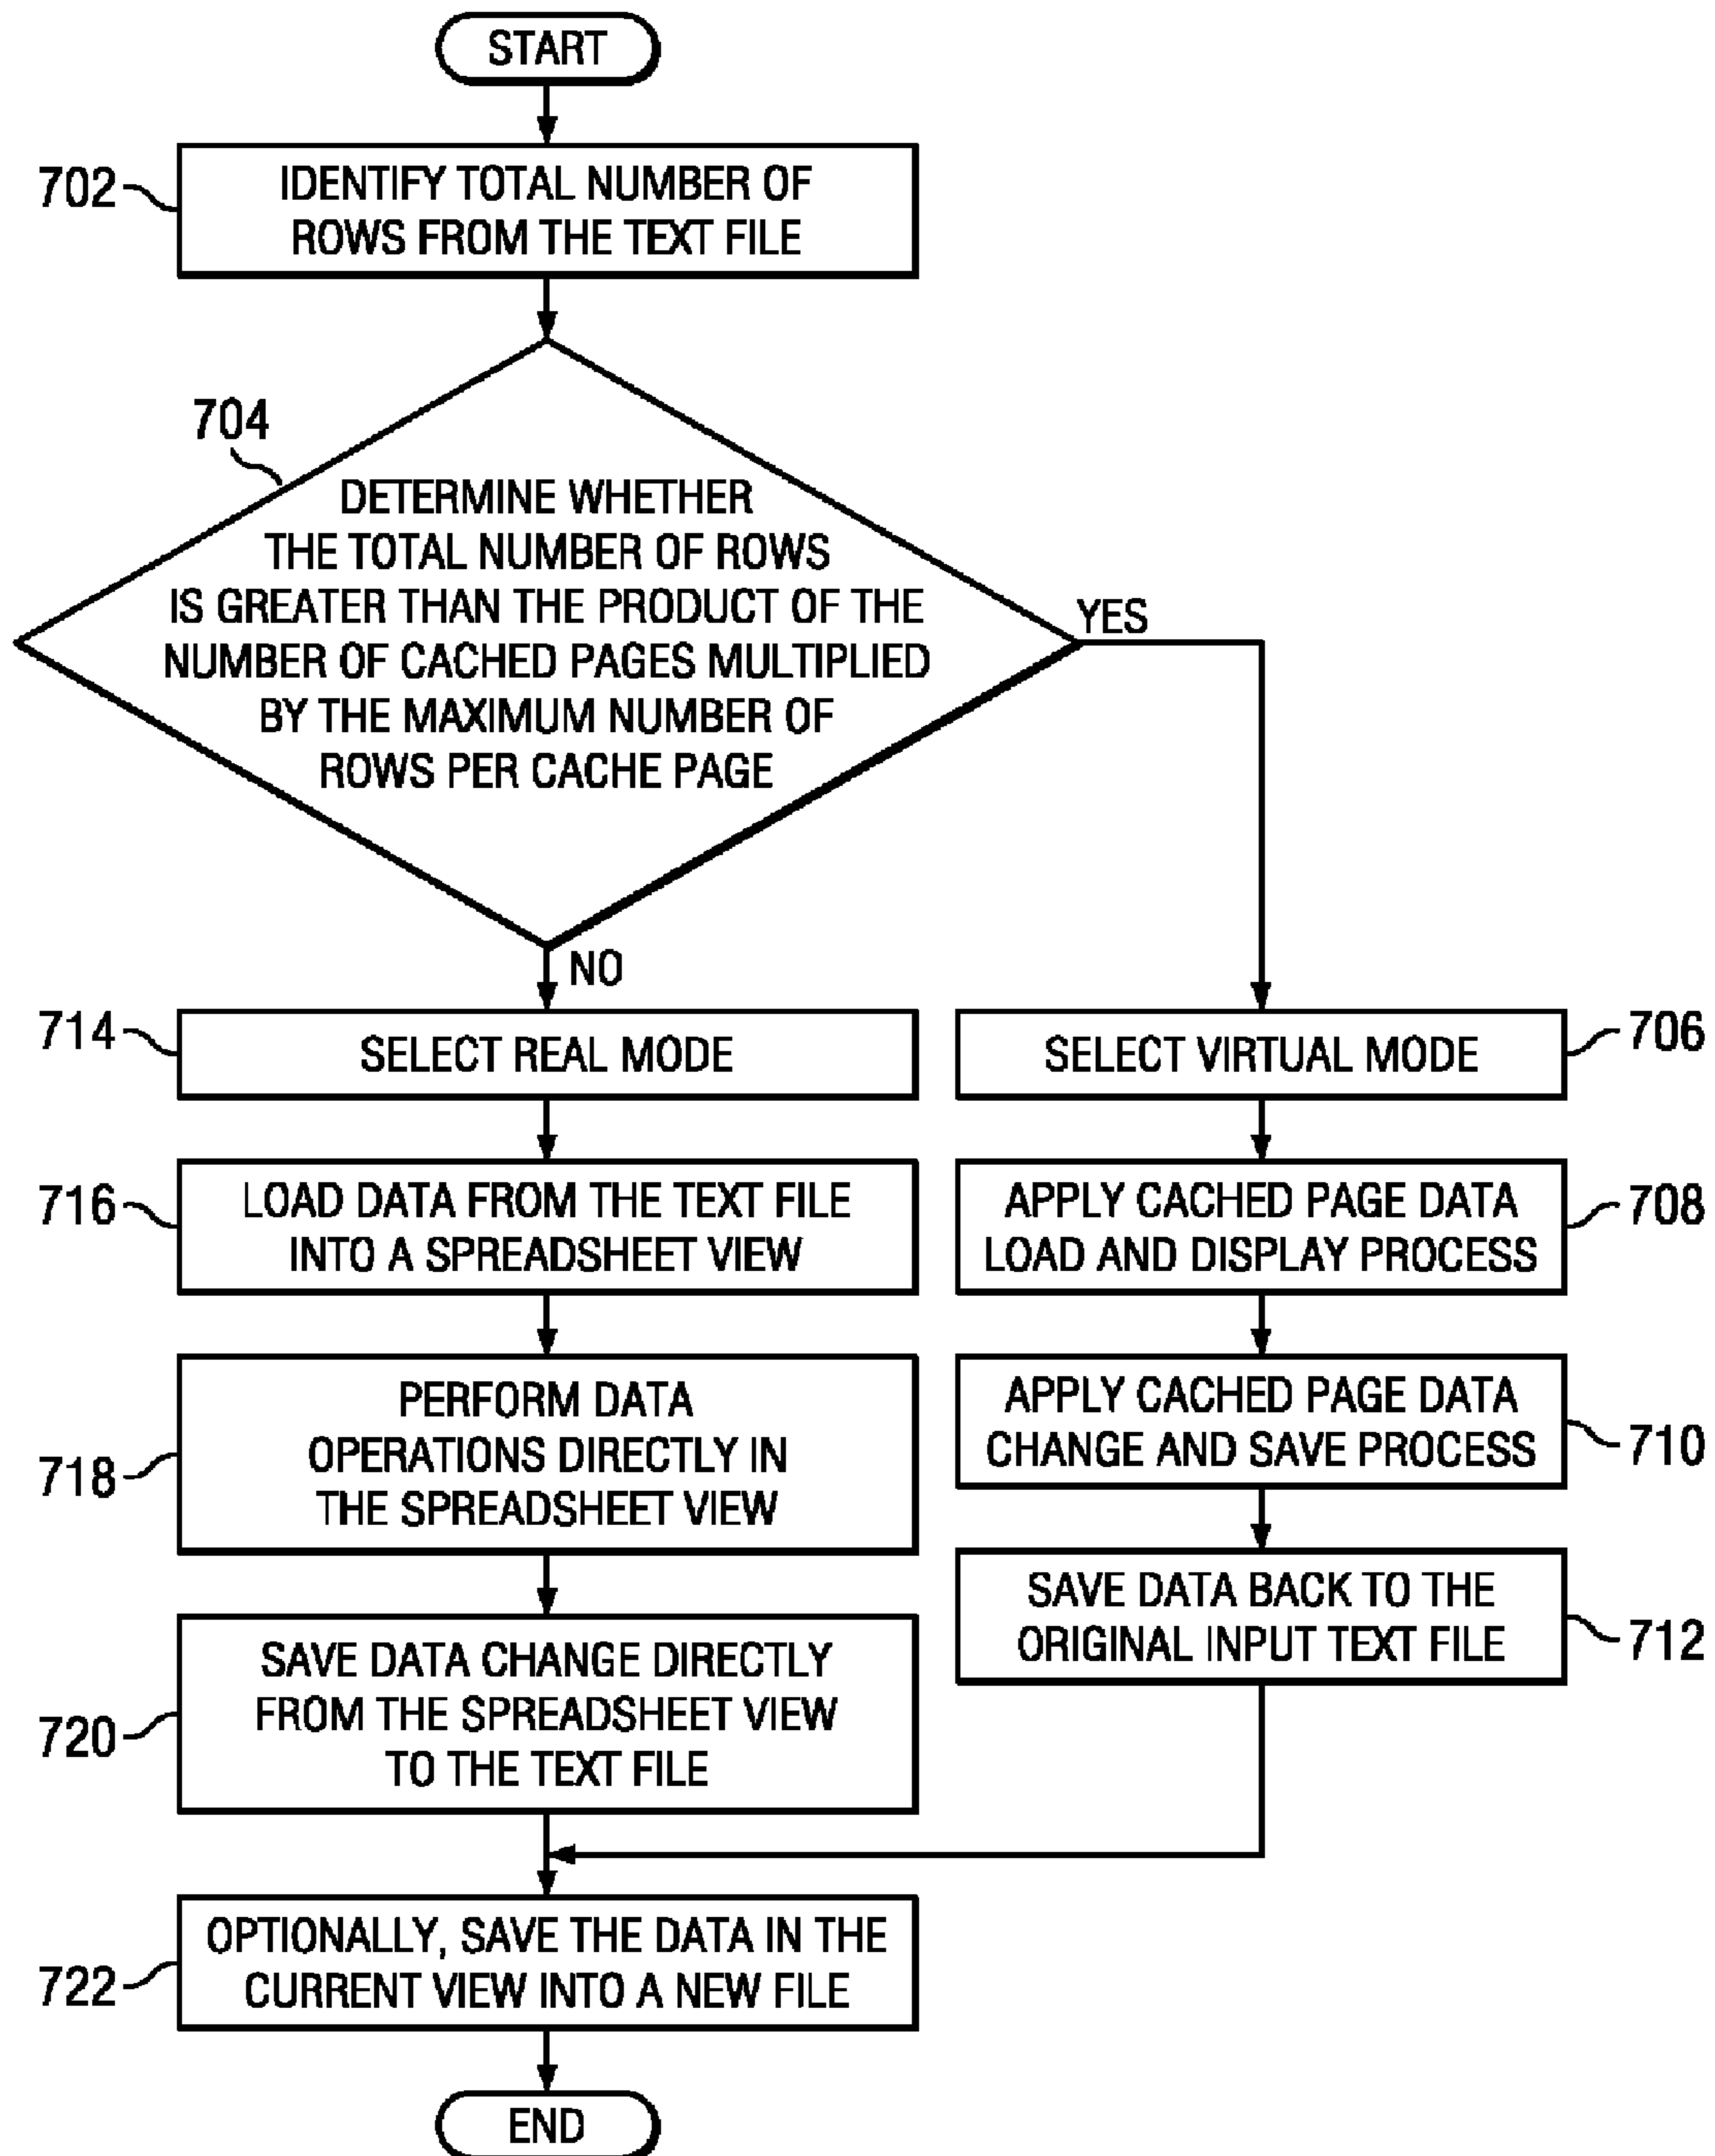 START
702
IDENTIFY TOTAL NUMBER OF
ROWS FROM THE TEXT FILE
704
DETERMINE WHETHER
THE TOTAL NUMBER OF ROWS
IS GREATER THAN THE PRODUCT OF THE
NUMBER OF CACHED PAGES MULTIPLIED
BY THE MAXIMUM NUMBER OF
ROWS PER CACHE PAGE
YES
NO
714
SELECT REAL MODE
716
LOAD DATA FROM THE TEXT FILE
INTO A SPREADSHEET VIEW
718
PERFORM DATA
OPERATIONS DIRECTLY IN
THE SPREADSHEET VIEW
720
SAVE DATA CHANGE DIRECTLY
FROM THE SPREADSHEET VIEW
TO THE TEXT FILE
SELECT VIRTUAL MODE
706
APPLY CACHED PAGE DATA
LOAD AND DISPLAY PROCESS
708
APPLY CACHED PAGE DATA
CHANGE AND SAVE PROCESS
710
SAVE DATA BACK TO THE
ORIGINAL INPUT TEXT FILE
712
722
OPTIONALLY, SAVE THE DATA IN THE
CURRENT VIEW INTO A NEW FILE
END